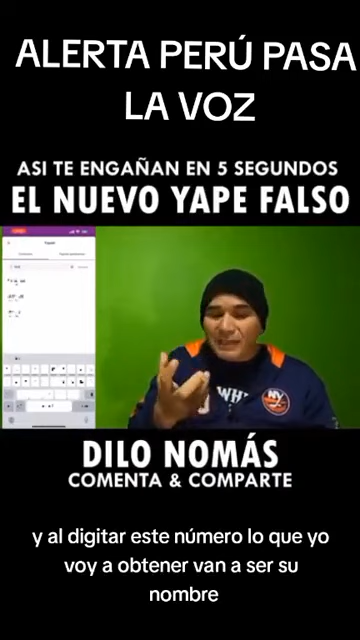 ALERTA PERÚ PASA
LA VOZ
ASI TE ENGAÑAN EN 5 SEGUNDOS
EL NUEVO YAPE FALSO
NY
DILO NOMÁS
COMENTA & COMPARTE
y al digitar este número lo que yo
voy a obtener van a ser su
nombre